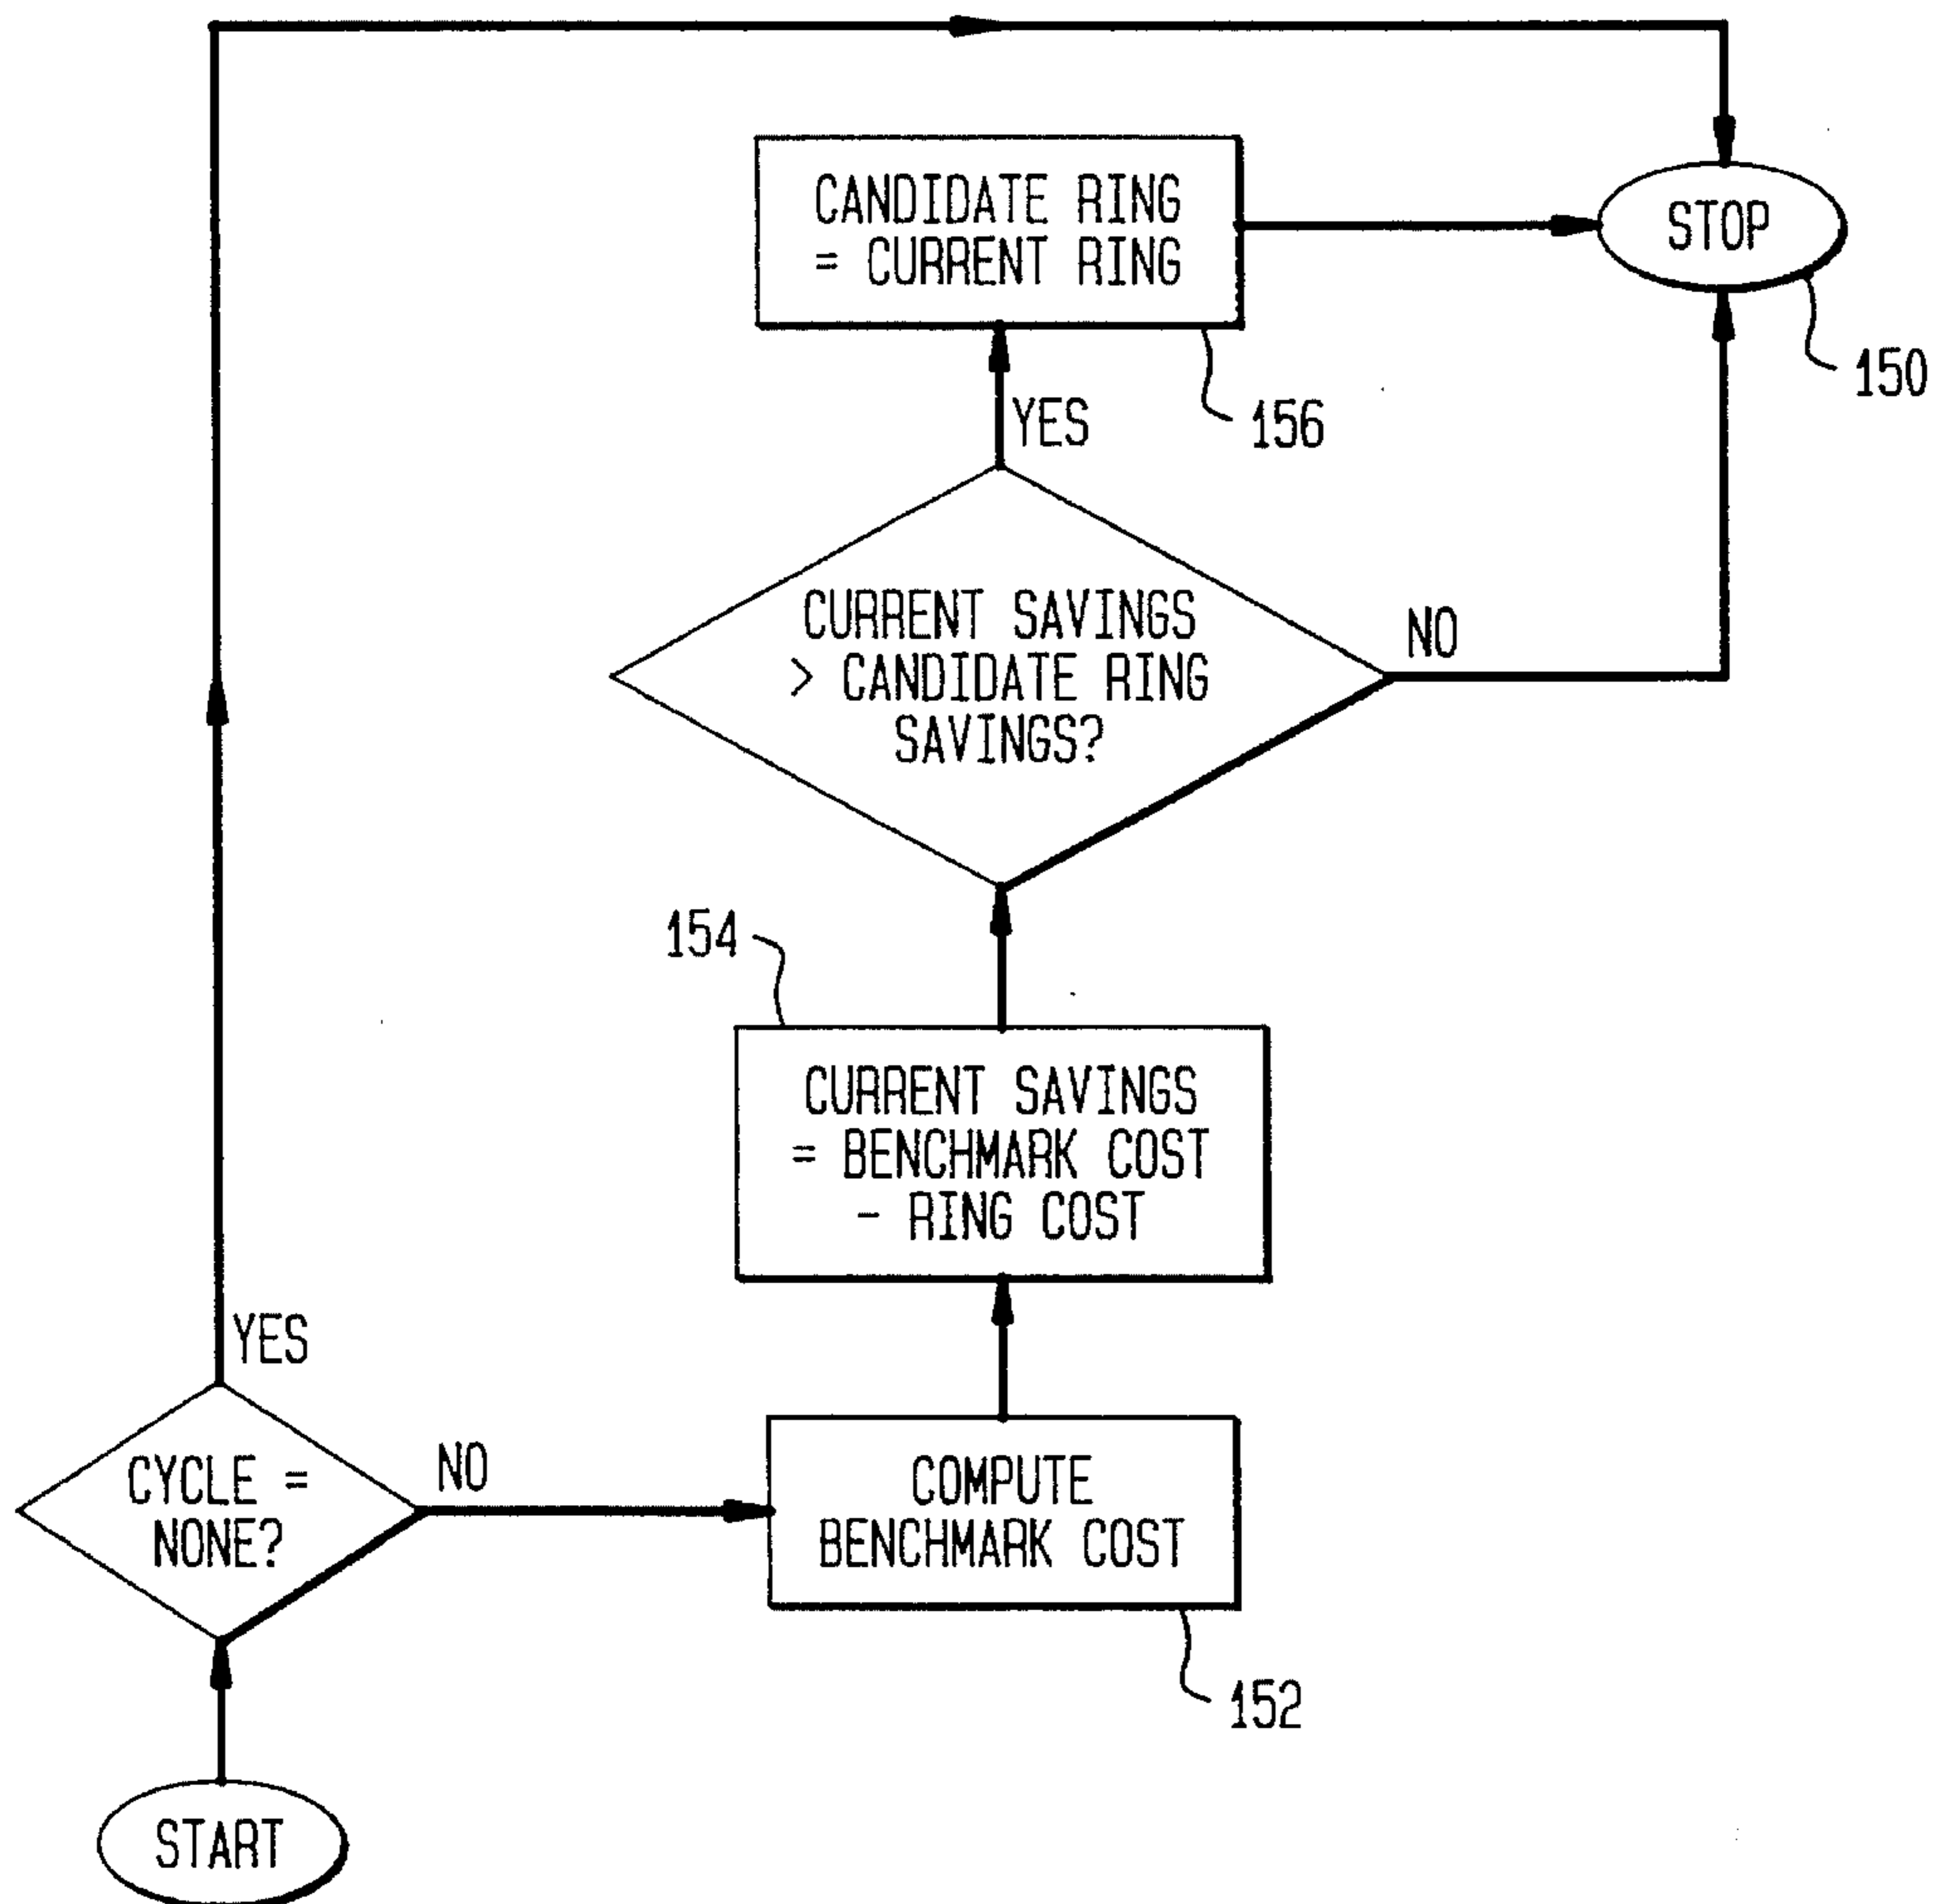 CANDIDATE RING
= CURRENT RING
STOP
150
156
YES
CURRENT SAVINGS
> CANDIDATE RING
SAVINGS?
NO
154
CURRENT SAVINGS
= BENCHMARK COST
- RING COST
YES
CYCLE =
NONE?
NO
COMPUTE
BENCHMARK COST
152
START